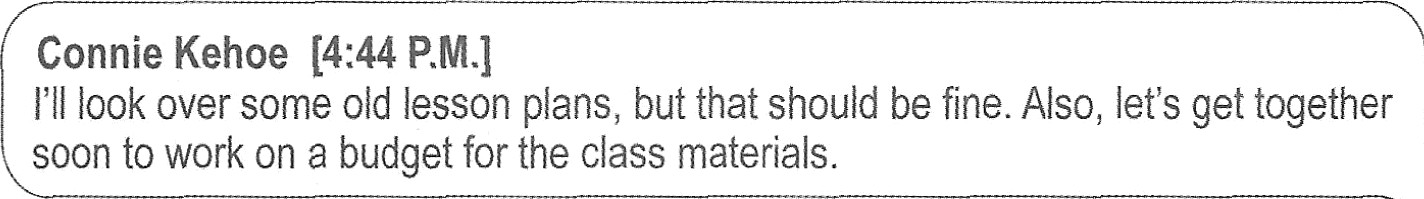 Connie Kehoe [4:44 P.M.]
I'll look over some old lesson plans, but that should be fine. Also, let's get together
soon to work on a budget for the class materials.